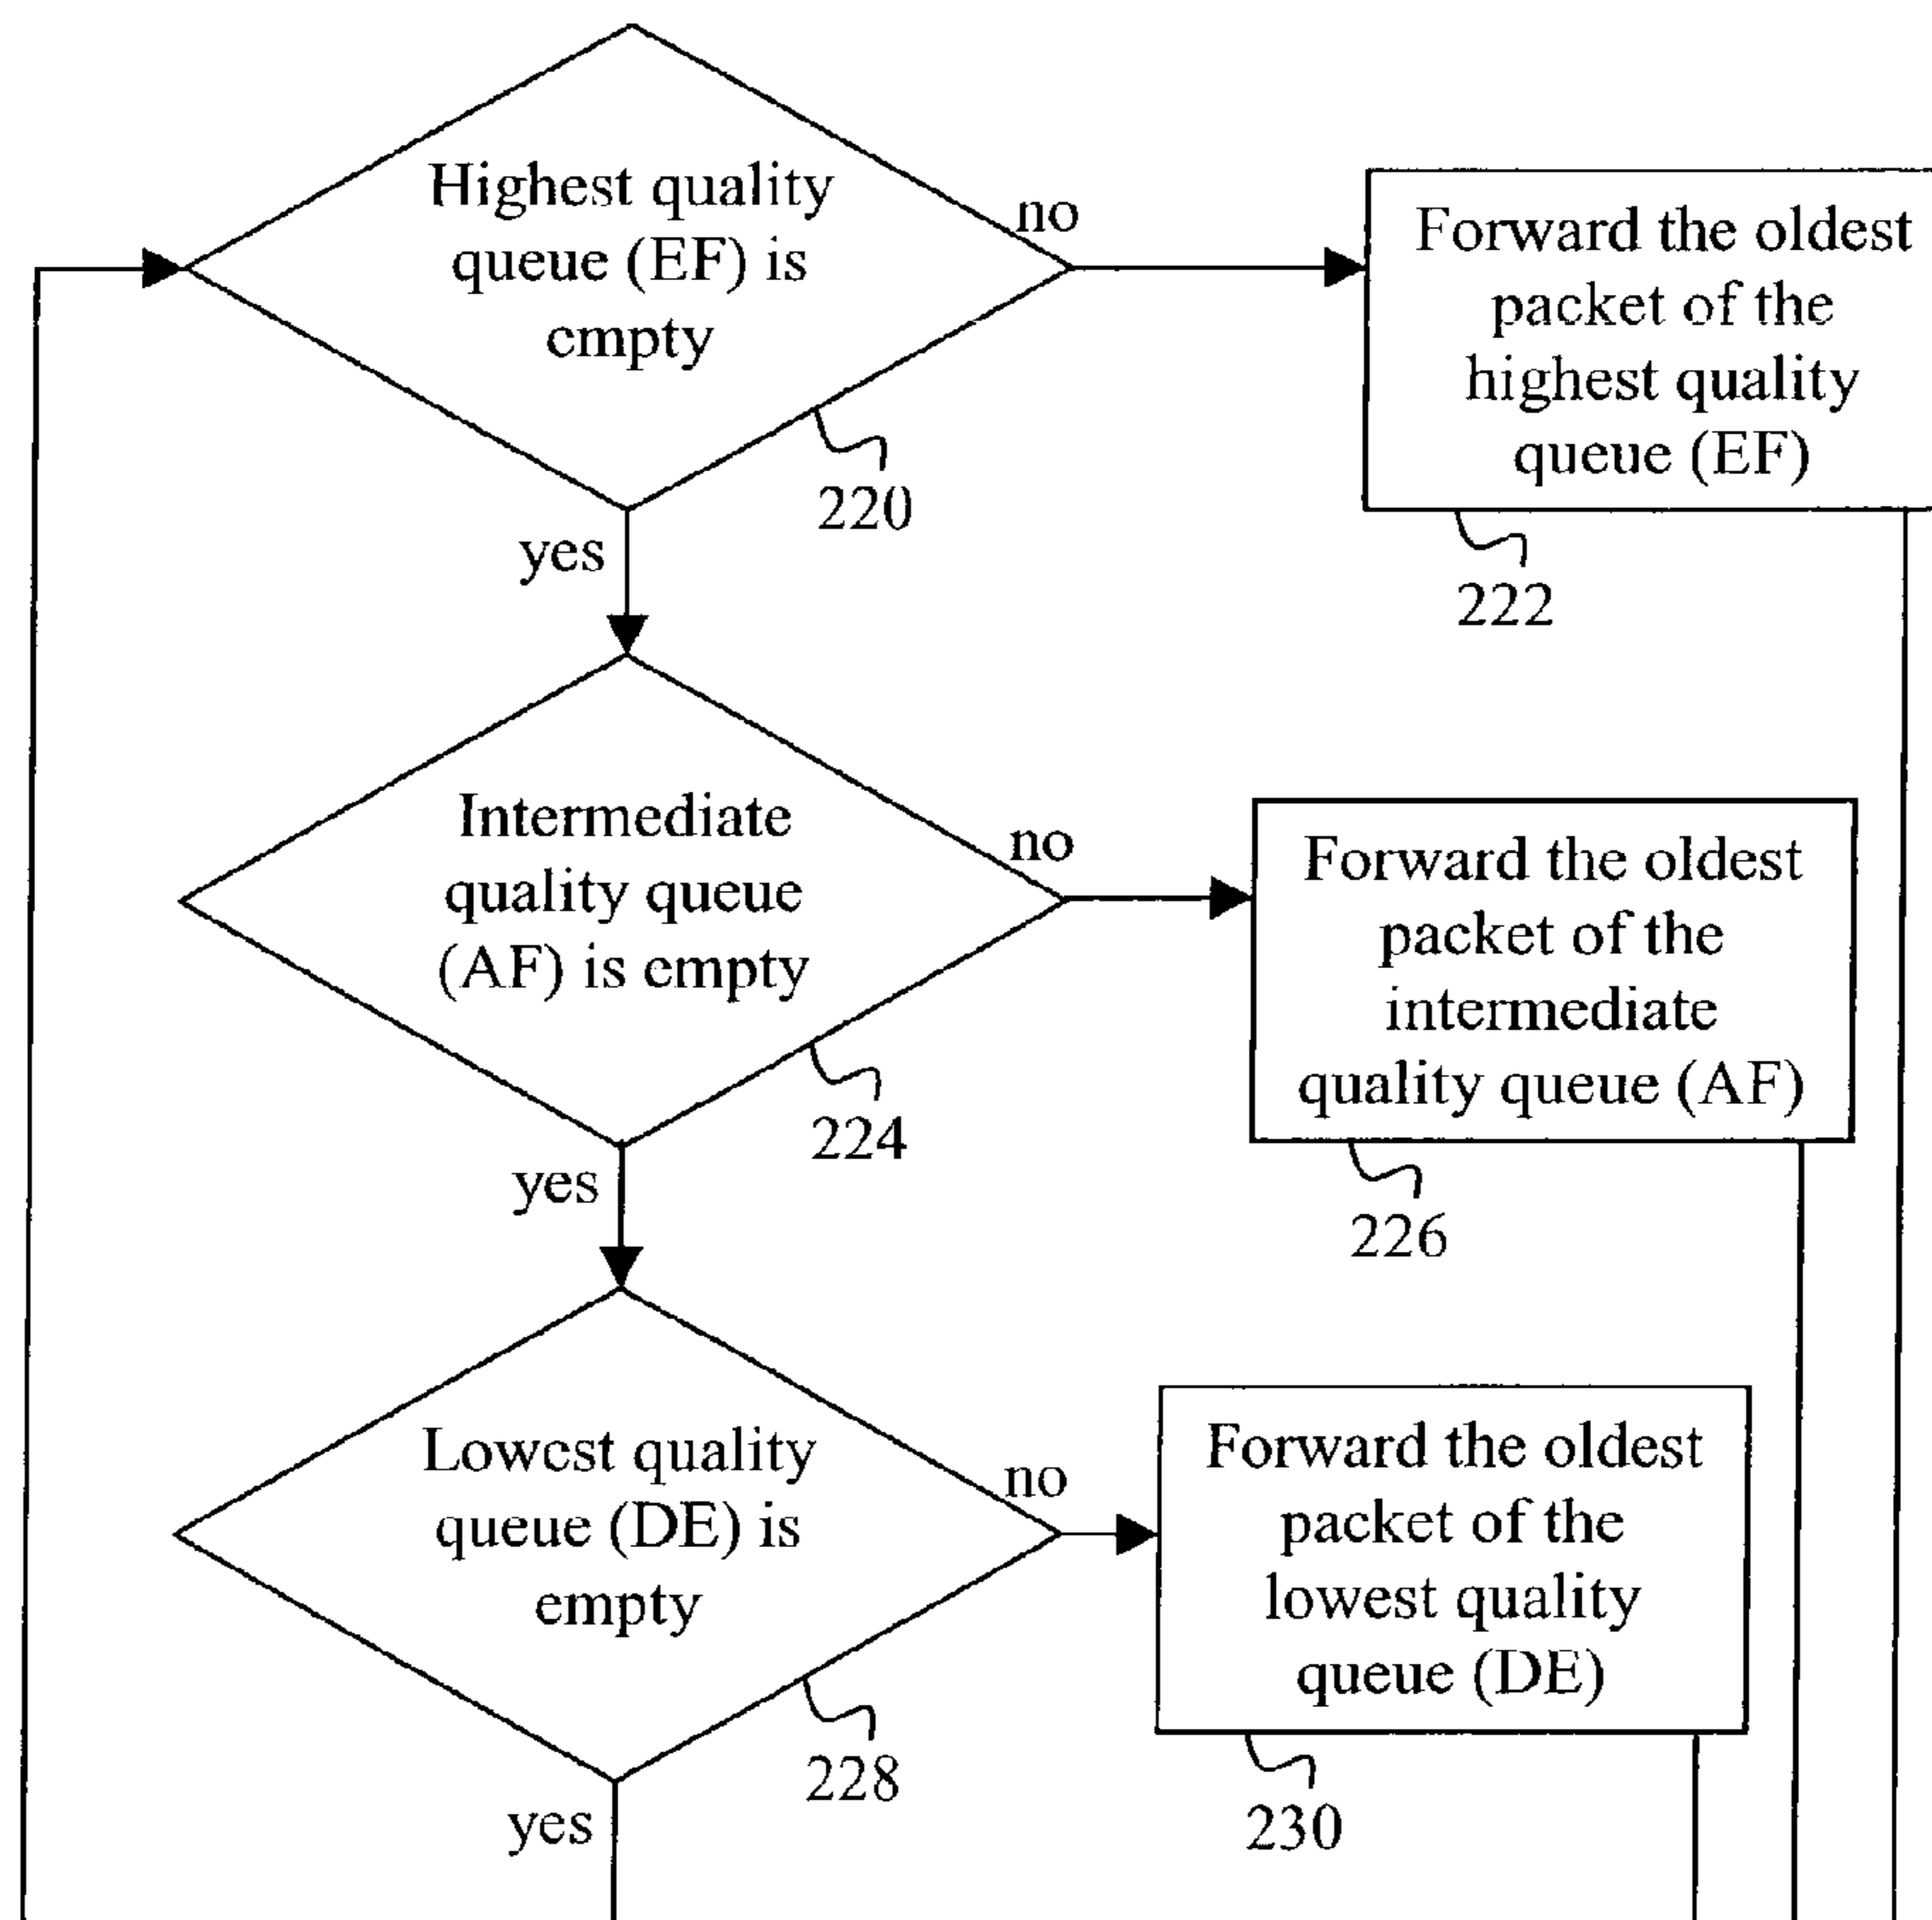 Highest quality
queue (EF) is
empty
no
Forward the oldest
packet of the
highest quality
queue (EF)
220
222
yes
Intermediate
quality queue
(AF) is empty
no
Forward the oldest
packet of the
intermediate
quality queue (AF)
224
226
yes
Lowest quality
queue (DE) is
empty
no
Forward the oldest
packet of the
lowest quality
queue (DE)
228
230
yes